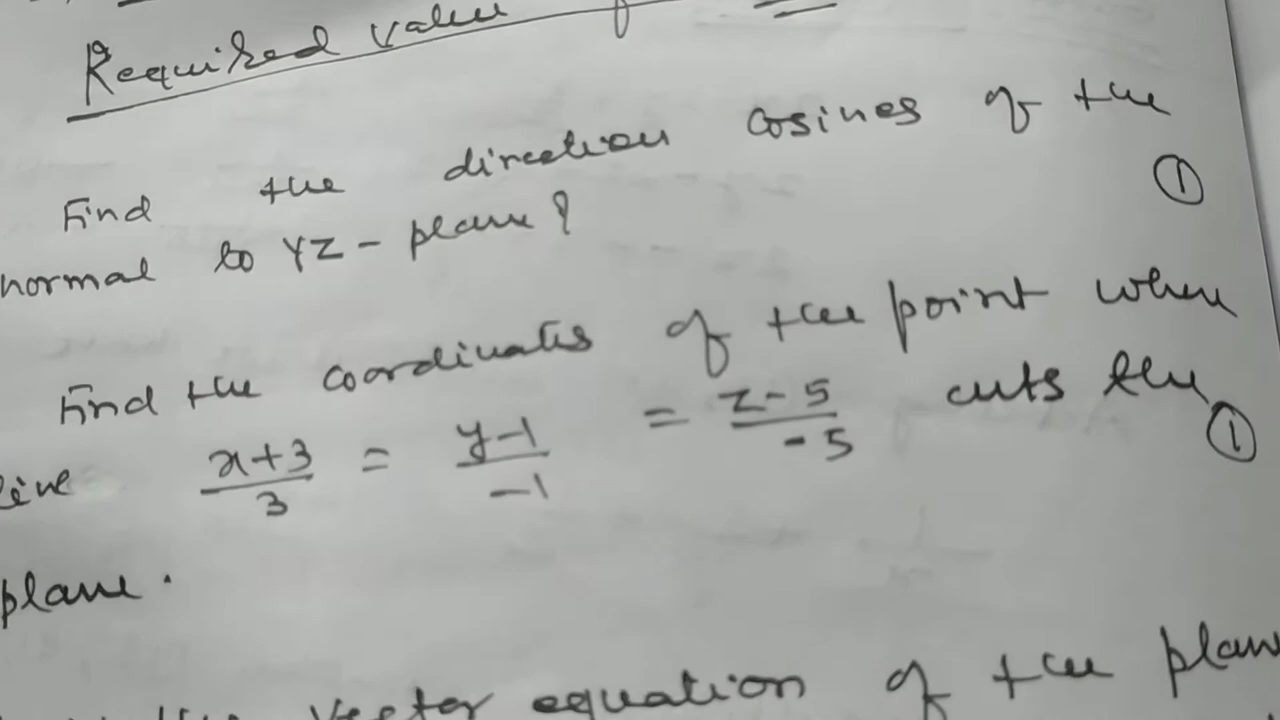 Required value of
Find the direction cosines of the
①
normal to YZ-plane?
Find the coordinates of the point where
line x+3/3 = y-1/-1 = z-5/-5 cuts the
①
plane.
vector equation of the plane